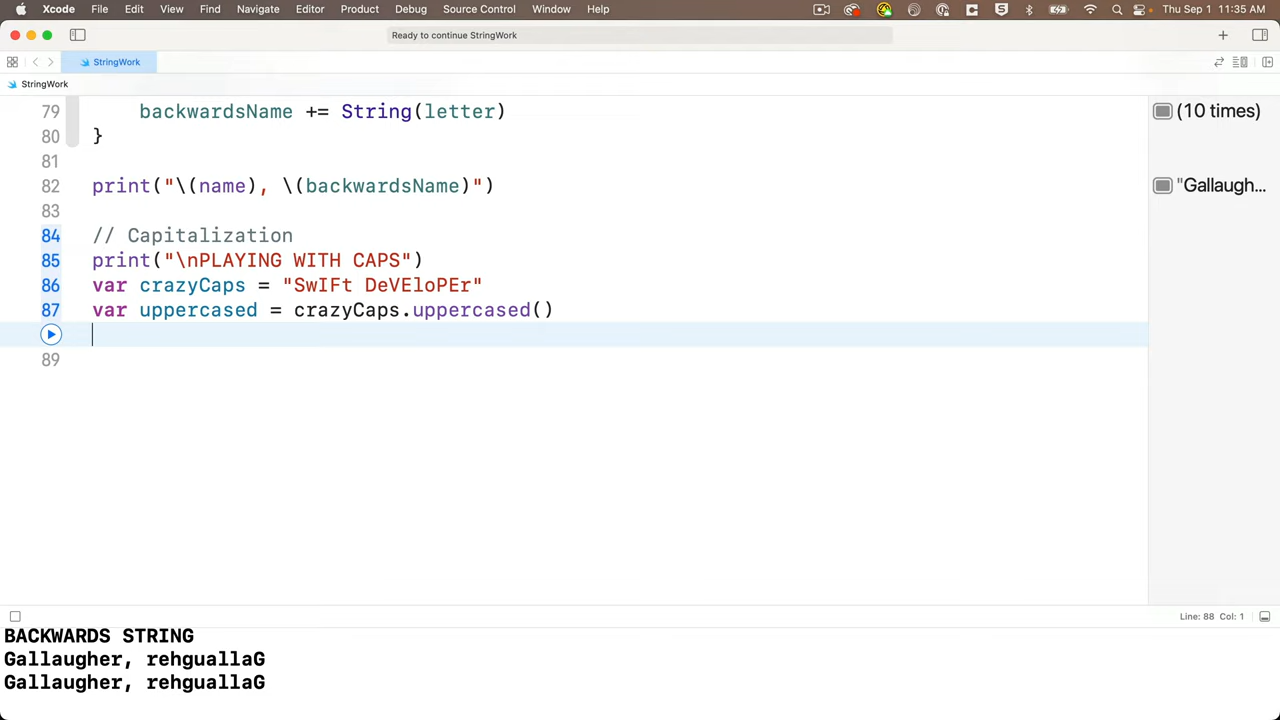 Xcode File Edit View Find Navigate Editor Product Debug Source Control Window Help Thu Sep 1 11:35 AM
Ready to continue StringWork
StringWork
StringWork
79 backwardsName += String(letter) (10 times)
80 }
81
82 print("\(name), \(backwardsName)") "Gallaugh...
83
84 // Capitalization
85 print("\nPLAYING WITH CAPS")
86 var crazyCaps = "SwIFt DeVEloPEr"
87 var uppercased = crazyCaps.uppercased()
89
Line: 88 Col: 1
BACKWARDS STRING
Gallaugher, rehguallaG
Gallaugher, rehguallaG